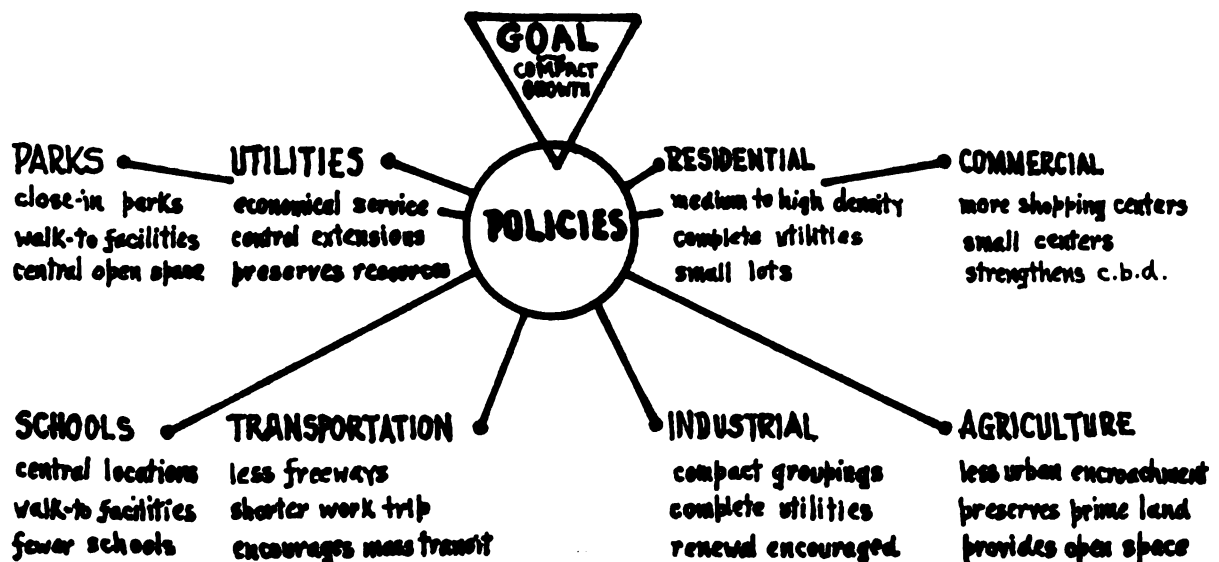 GOAL
COMPACT
GROWTH
POLICIES
PARKS
close-in parks
walk-to facilities
central open space
UTILITIES
economical service
control extensions
preserves resources
RESIDENTIAL
medium to high density
complete utilities
small lots
COMMERCIAL
more shopping centers
small centers
strengthens c.b.d.
SCHOOLS
central locations
walk-to facilities
fewer schools
TRANSPORTATION
less freeways
shorter work trip
encourages mass transit
INDUSTRIAL
compact groupings
complete utilities
renewal encouraged
AGRICULTURE
less urban encroachment
preserves prime land
provides open space